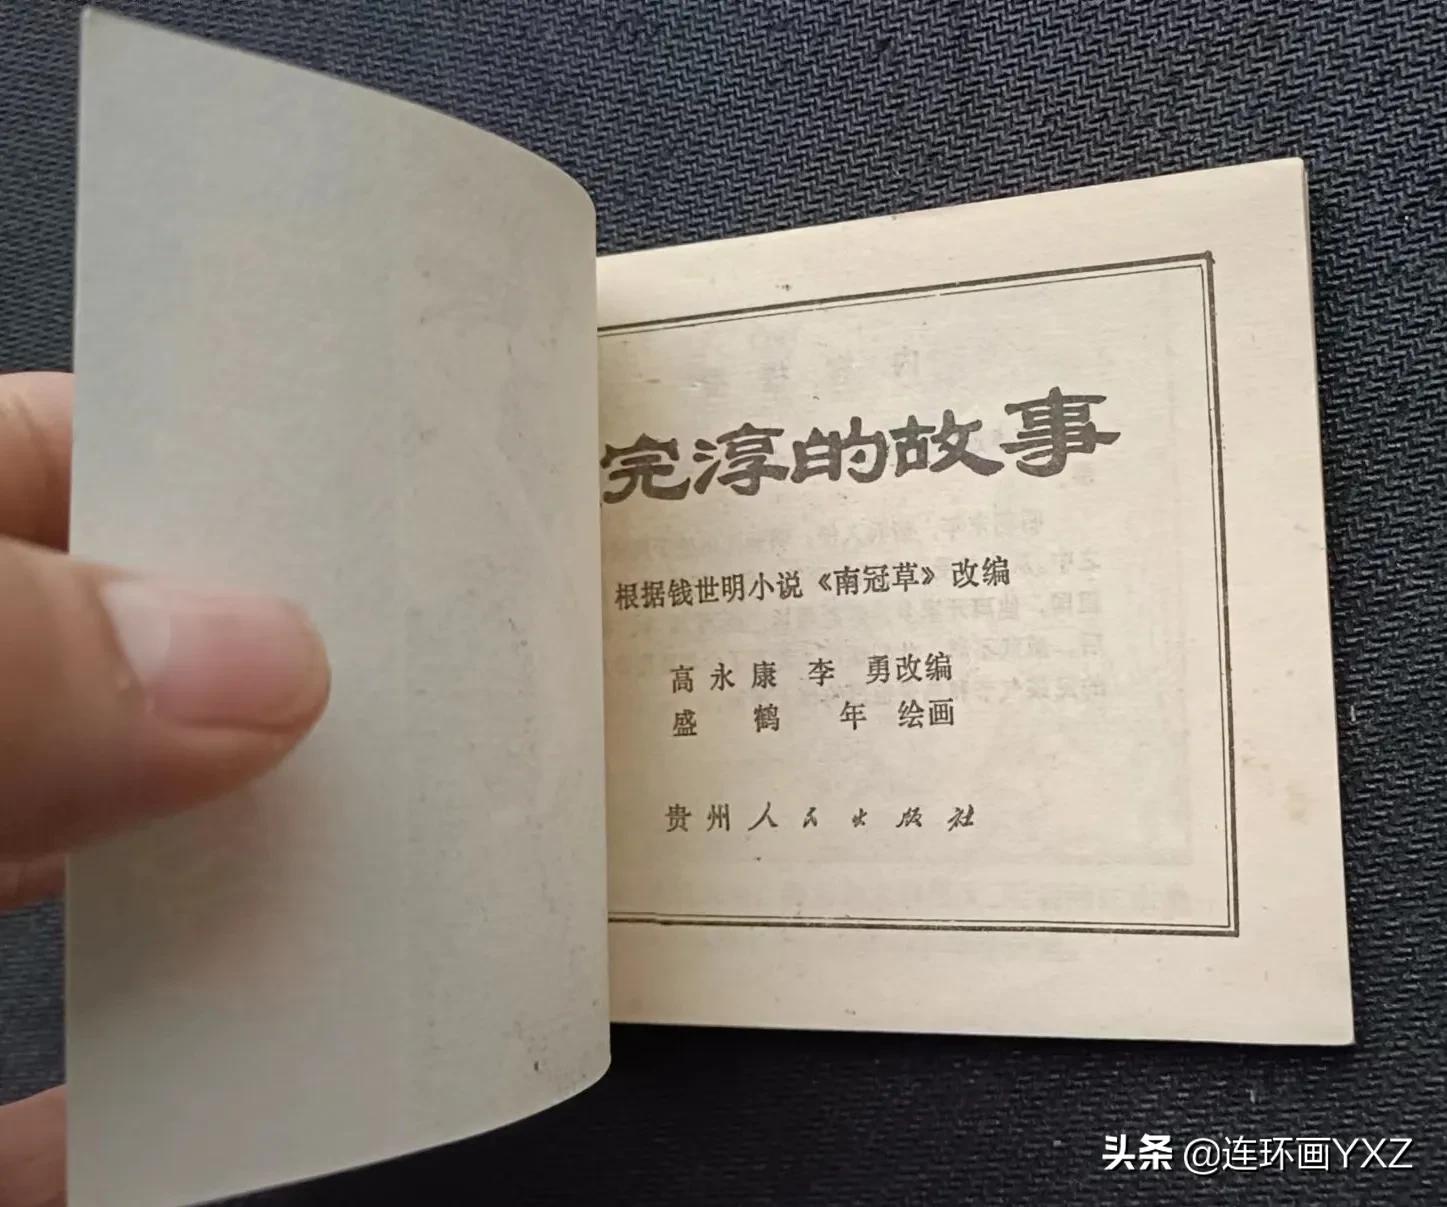 完淳的故事
根据钱世明小说《南冠草》改编
高永康 李勇改编
盛鹤年 绘画
贵州人民出版社
头条 @连环画YXZ